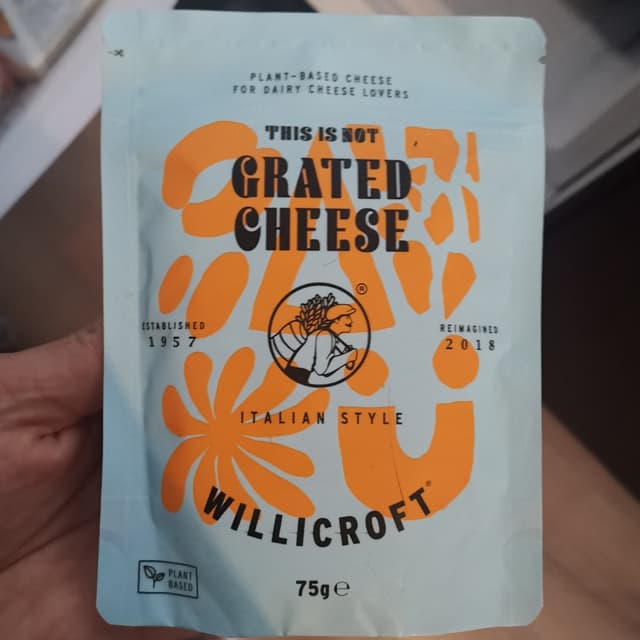 PLANT-BASED CHEESE
FOR DAIRY CHEESE LOVERS
THIS IS NOT
GRATED
CHEESE
®
ESTABLISHED
1957
REIMAGINED
2018
ITALIAN STYLE
WILLICROFT®
PLANT
BASED
75g ℮